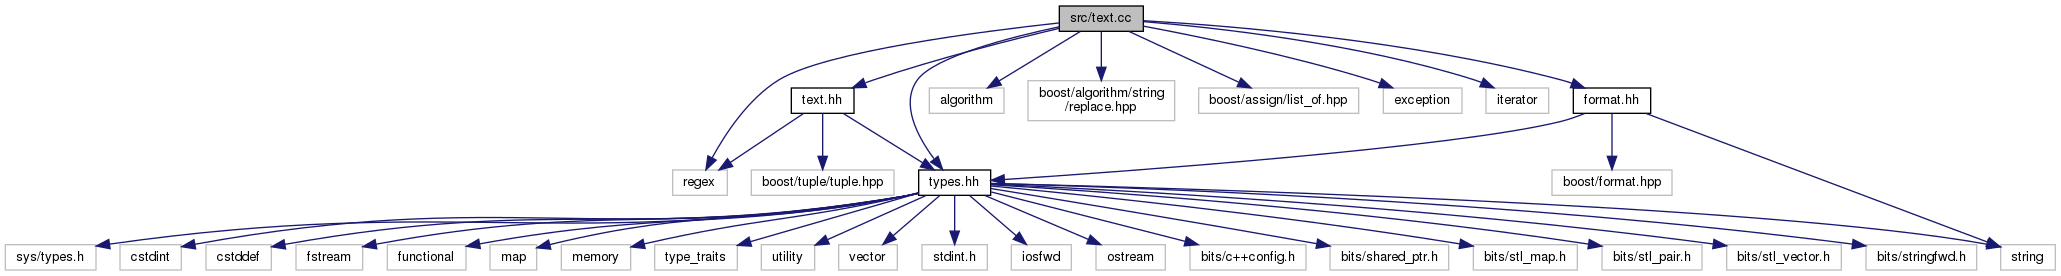 src/text.cc
text.hh
algorithm
boost/algorithm/string
/replace.hpp
boost/assign/list_of.hpp
exception
iterator
format.hh
regex
boost/tuple/tuple.hpp
types.hh
boost/format.hpp
sys/types.h
cstdint
cstddef
fstream
functional
map
memory
type_traits
utility
vector
stdint.h
iosfwd
ostream
bits/c++config.h
bits/shared_ptr.h
bits/stl_map.h
bits/stl_pair.h
bits/stl_vector.h
bits/stringfwd.h
string